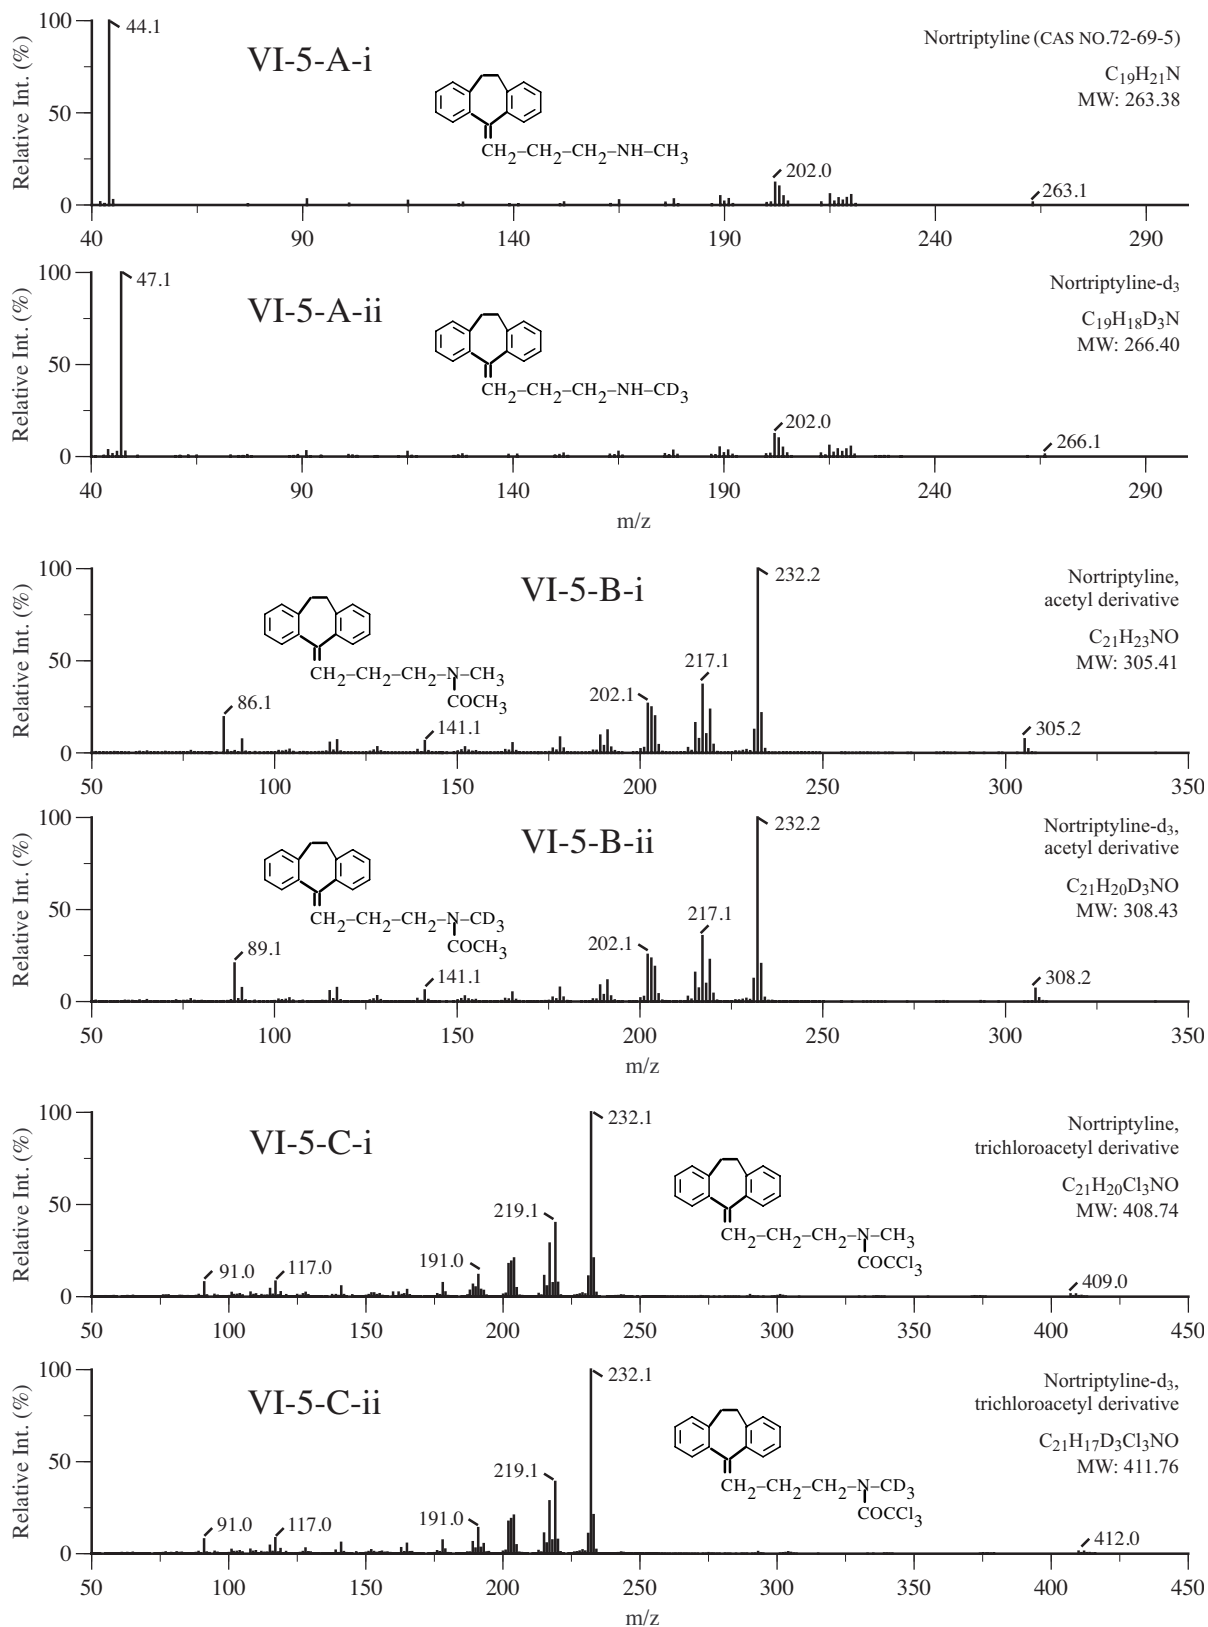 Relative Int. (%)
100
50
0
44.1
VI-5-A-i
CH2–CH2–CH2–NH–CH3
202.0
263.1
Nortriptyline (CAS NO.72-69-5)
C19H21N
MW: 263.38
40 90 140 190 240 290
Relative Int. (%)
100
50
0
47.1
VI-5-A-ii
CH2–CH2–CH2–NH–CD3
202.0
266.1
Nortriptyline-d3
C19H18D3N
MW: 266.40
40 90 140 190 240 290
m/z
Relative Int. (%)
100
50
0
VI-5-B-i
CH2–CH2–CH2–N–CH3
COCH3
86.1
141.1
202.1
217.1
232.2
305.2
Nortriptyline,
acetyl derivative
C21H23NO
MW: 305.41
50 100 150 200 250 300 350
Relative Int. (%)
100
50
0
VI-5-B-ii
CH2–CH2–CH2–N–CD3
COCH3
89.1
141.1
202.1
217.1
232.2
308.2
Nortriptyline-d3,
acetyl derivative
C21H20D3NO
MW: 308.43
50 100 150 200 250 300 350
m/z
Relative Int. (%)
100
50
0
VI-5-C-i
91.0
117.0
191.0
219.1
232.1
CH2–CH2–CH2–N–CH3
COCCl3
409.0
Nortriptyline,
trichloroacetyl derivative
C21H20Cl3NO
MW: 408.74
50 100 150 200 250 300 350 400 450
Relative Int. (%)
100
50
0
VI-5-C-ii
91.0
117.0
191.0
219.1
232.1
CH2–CH2–CH2–N–CD3
COCCl3
412.0
Nortriptyline-d3,
trichloroacetyl derivative
C21H17D3Cl3NO
MW: 411.76
50 100 150 200 250 300 350 400 450
m/z